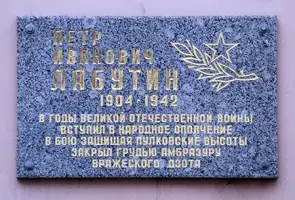 ПЕТР
ИВАНОВИЧ
ЛАБУТИН
1904-1942
В ГОДЫ ВЕЛИКОЙ ОТЕЧЕСТВЕННОЙ ВОЙНЫ
ВСТУПИЛ В НАРОДНОЕ ОПОЛЧЕНИЕ
В БОЮ ЗАЩИЩАЯ ПУЛКОВСКИЕ ВЫСОТЫ
ЗАКРЫЛ ГРУДЬЮ АМБРАЗУРУ
ВРАЖЕСКОГО ДЗОТА